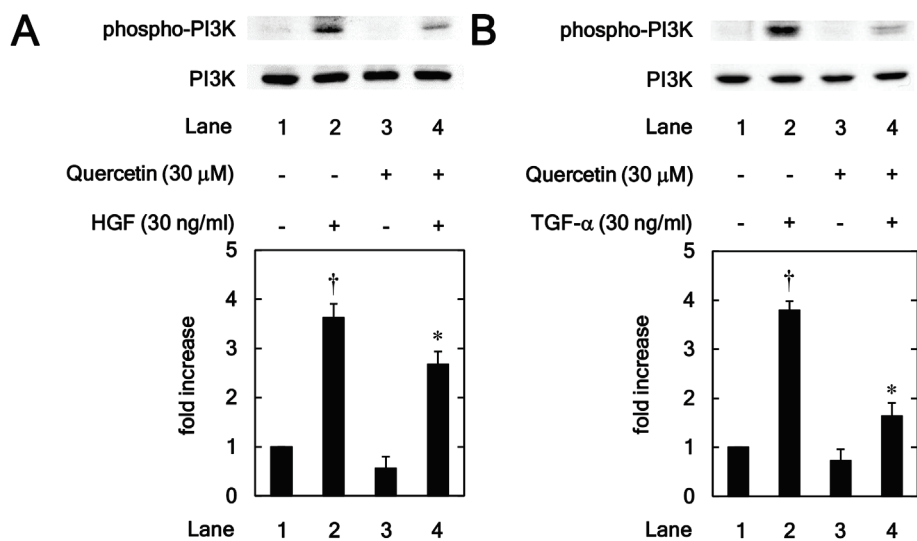 A
phospho-PI3K
PI3K
Lane 1 2 3 4
Quercetin (30 μM) - - + +
HGF (30 ng/ml) - + - +
5
4
3
2
1
0
fold increase
†
*
Lane 1 2 3 4
B
phospho-PI3K
PI3K
Lane 1 2 3 4
Quercetin (30 μM) - - + +
TGF-α (30 ng/ml) - + - +
5
4
3
2
1
0
fold increase
†
*
Lane 1 2 3 4